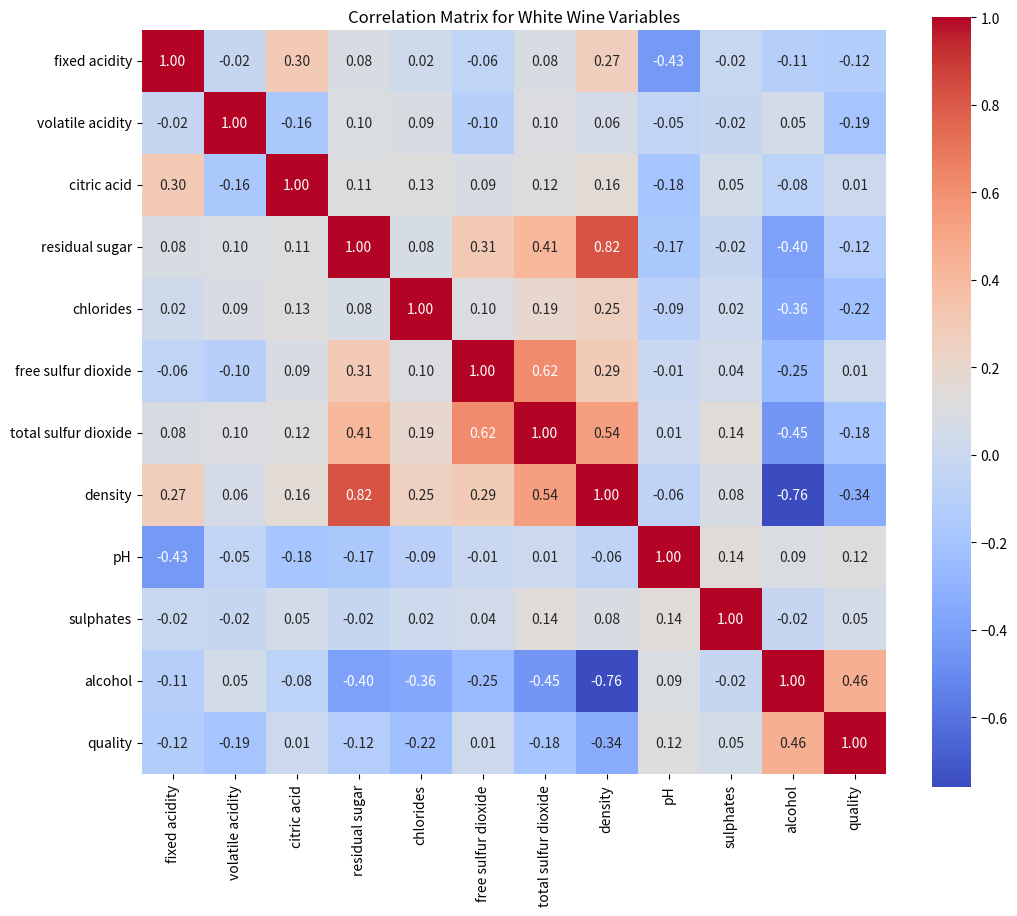 Correlation Matrix for White Wine Variables
fixed acidity 1.00 -0.02 0.30 0.08 0.02 -0.06 0.08 0.27 -0.43 -0.02 -0.11 -0.12
volatile acidity -0.02 1.00 -0.16 0.10 0.09 -0.10 0.10 0.06 -0.05 -0.02 0.05 -0.19
citric acid 0.30 -0.16 1.00 0.11 0.13 0.09 0.12 0.16 -0.18 0.05 -0.08 0.01
residual sugar 0.08 0.10 0.11 1.00 0.08 0.31 0.41 0.82 -0.17 -0.02 -0.40 -0.12
chlorides 0.02 0.09 0.13 0.08 1.00 0.10 0.19 0.25 -0.09 0.02 -0.36 -0.22
free sulfur dioxide -0.06 -0.10 0.09 0.31 0.10 1.00 0.62 0.29 -0.01 0.04 -0.25 0.01
total sulfur dioxide 0.08 0.10 0.12 0.41 0.19 0.62 1.00 0.54 0.01 0.14 -0.45 -0.18
density 0.27 0.06 0.16 0.82 0.25 0.29 0.54 1.00 -0.06 0.08 -0.76 -0.34
pH -0.43 -0.05 -0.18 -0.17 -0.09 -0.01 0.01 -0.06 1.00 0.14 0.09 0.12
sulphates -0.02 -0.02 0.05 -0.02 0.02 0.04 0.14 0.08 0.14 1.00 -0.02 0.05
alcohol -0.11 0.05 -0.08 -0.40 -0.36 -0.25 -0.45 -0.76 0.09 -0.02 1.00 0.46
quality -0.12 -0.19 0.01 -0.12 -0.22 0.01 -0.18 -0.34 0.12 0.05 0.46 1.00
fixed acidity
volatile acidity
citric acid
residual sugar
chlorides
free sulfur dioxide
total sulfur dioxide
density
pH
sulphates
alcohol
quality
1.0
0.8
0.6
0.4
0.2
0.0
−0.2
−0.4
−0.6